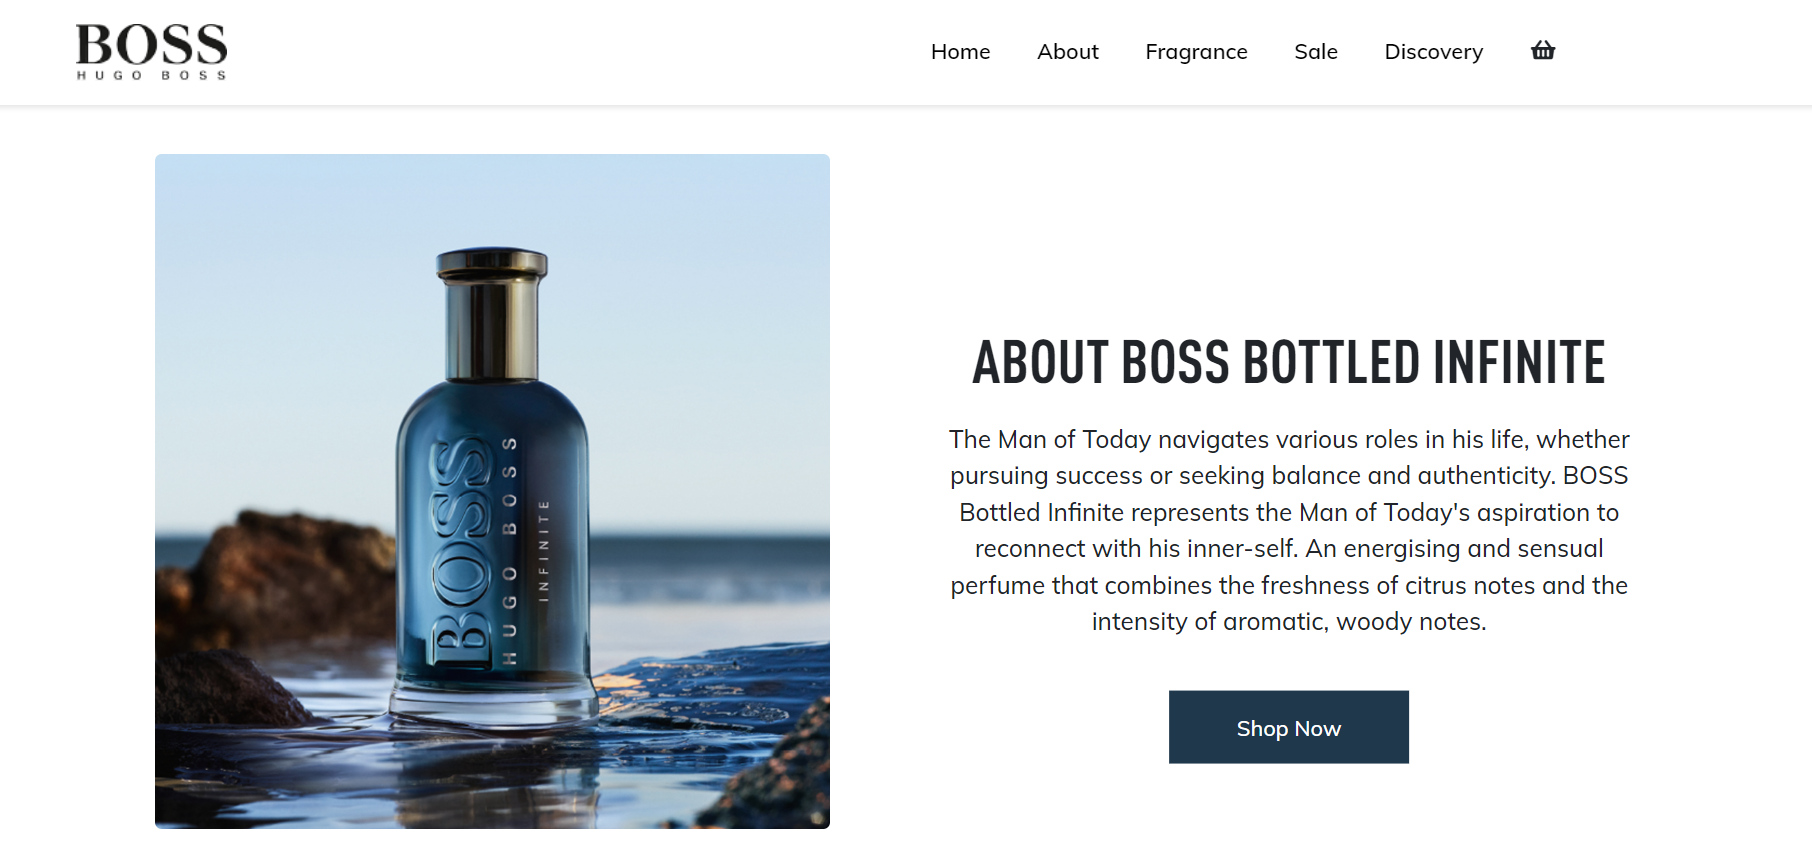 BOSS
HUGO BOSS
Home About Fragrance Sale Discovery
BOSS
HUGO BOSS
INFINITE
ABOUT BOSS BOTTLED INFINITE
The Man of Today navigates various roles in his life, whether
pursuing success or seeking balance and authenticity. BOSS
Bottled Infinite represents the Man of Today's aspiration to
reconnect with his inner-self. An energising and sensual
perfume that combines the freshness of citrus notes and the
intensity of aromatic, woody notes.
Shop Now